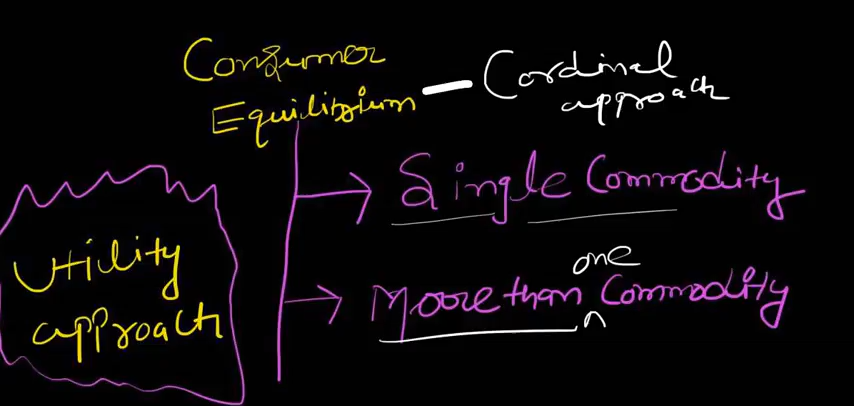 Consumer
Equilibrium – Cardinal
approach
Single Commodity
one
More than ^ Commodity
Utility
approach